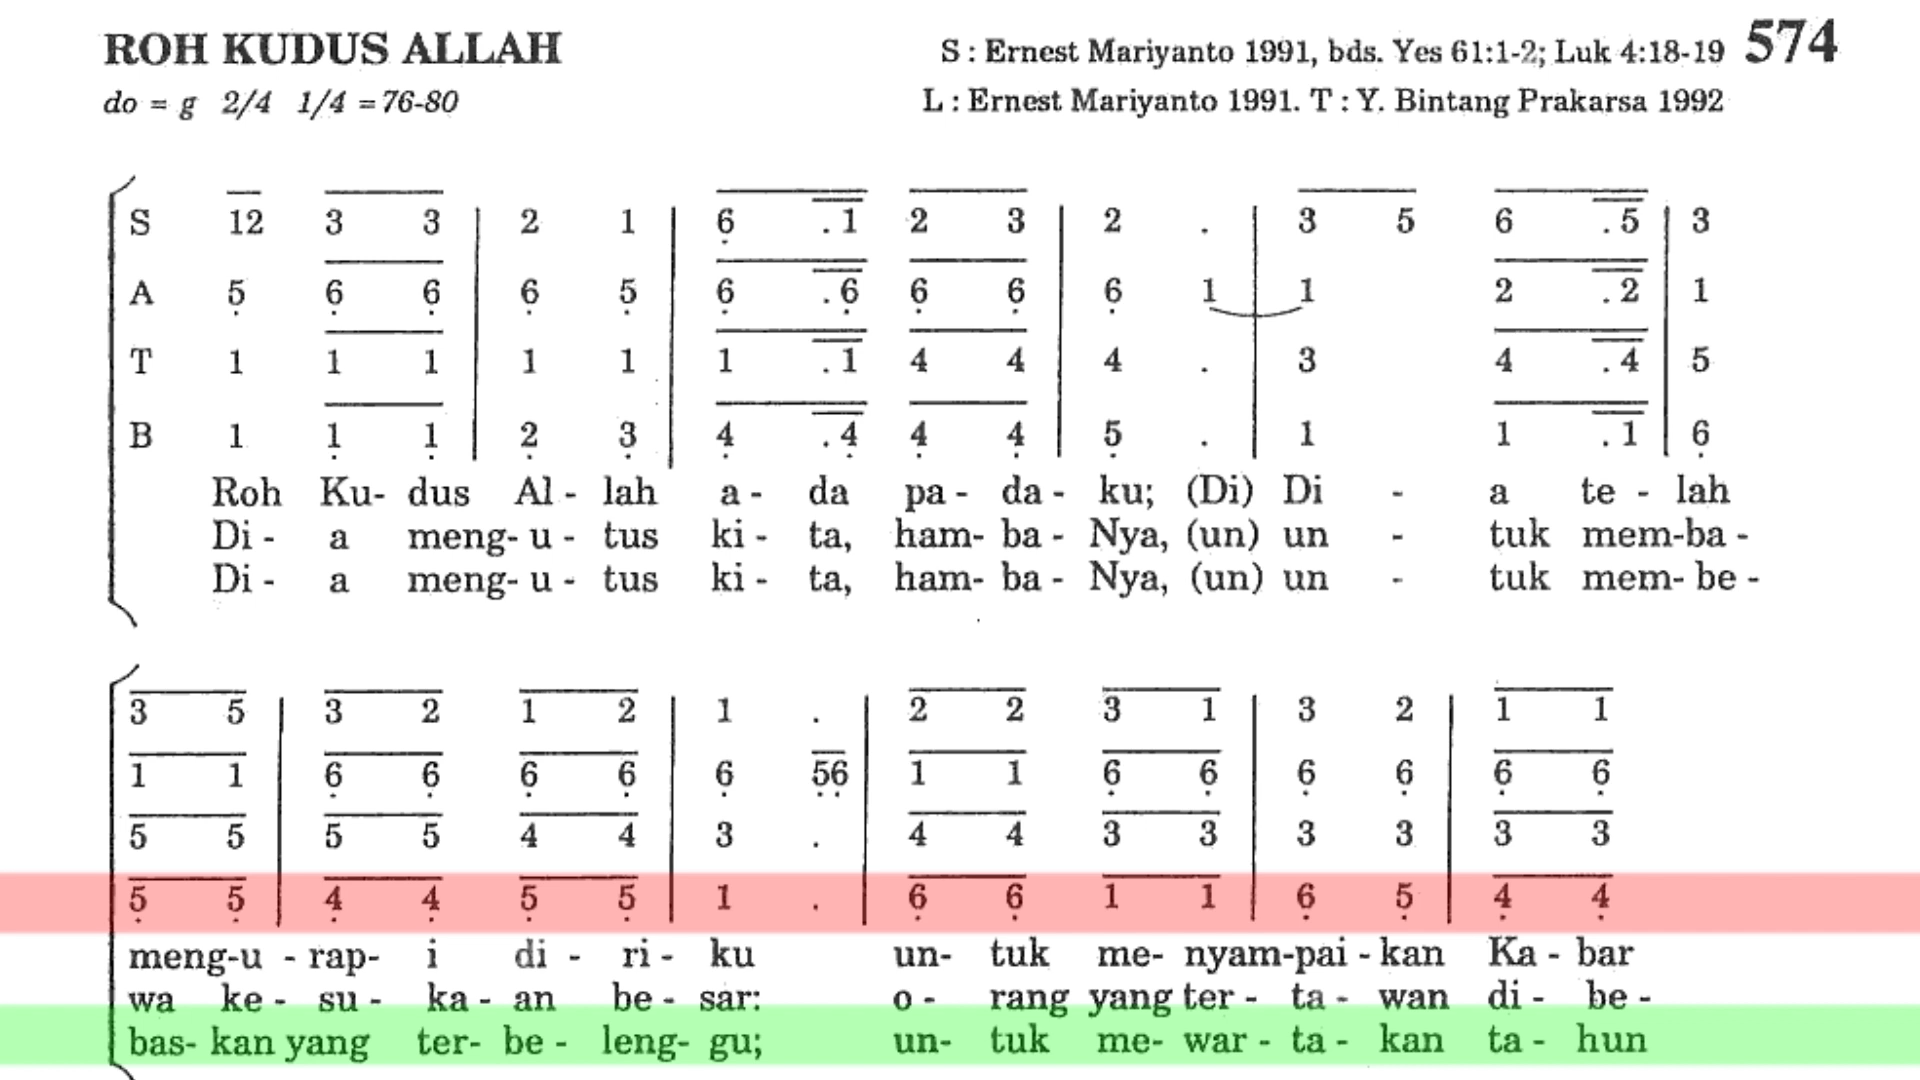 ROH KUDUS ALLAH
S : Ernest Mariyanto 1991, bds. Yes 61:1-2; Luk 4:18-19 574
do = g 2/4 1/4 = 76-80
L : Ernest Mariyanto 1991. T : Y. Bintang Prakarsa 1992
S 12 3 3 | 2 1 | 6̣ . 1 2 3 | 2 . | 3 5 6 . 5 | 3
A 5̣ 6̣ 6̣ | 6̣ 5̣ | 6̣ . 6̣ 6̣ 6̣ | 6̣ 1 | 1 2 . 2 | 1
T 1 1 1 | 1 1 | 1 . 1 4 4 | 4 . | 3 4 . 4 | 5
B 1 1̣ 1̣ | 2̣ 3̣ | 4̣ . 4̣ 4̣ 4̣ | 5̣ . | 1 1 . 1 | 6̣
Roh Ku- dus Al - lah a - da pa - da - ku; (Di) Di - a te - lah
Di - a meng- u - tus ki - ta, ham- ba - Nya, (un) un - tuk mem-ba -
Di - a meng- u - tus ki - ta, ham- ba - Nya, (un) un - tuk mem- be -
3 5 | 3 2 1 2 | 1 . | 2 2 3 1 | 3 2 | 1 1
1 1 | 6̣ 6̣ 6̣ 6̣ | 6̣ 5̣6̣ | 1 1 6̣ 6̣ | 6̣ 6̣ | 6̣ 6̣
5 5 | 5 5 4 4 | 3 . | 4 4 3 3 | 3 3 | 3 3
5̣ 5̣ | 4̣ 4̣ 5̣ 5̣ | 1 . | 6̣ 6̣ 1 1 | 6̣ 5̣ | 4̣ 4̣
meng-u - rap- i di - ri - ku un- tuk me- nyam-pai - kan Ka - bar
wa ke - su - ka - an be - sar: o - rang yang ter - ta - wan di - be -
bas- kan yang ter- be - leng- gu; un- tuk me- war - ta - kan ta - hun